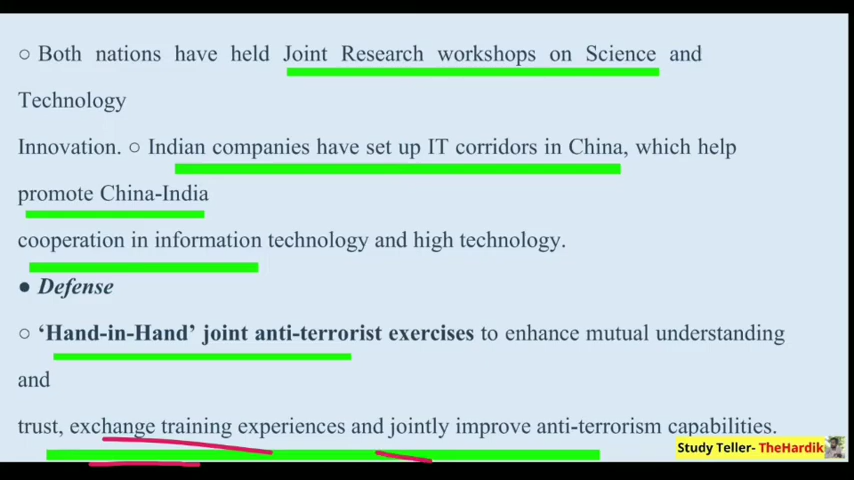 ○ Both nations have held Joint Research workshops on Science and
Technology
Innovation. ○ Indian companies have set up IT corridors in China, which help
promote China-India
cooperation in information technology and high technology.
● Defense
○ ‘Hand-in-Hand’ joint anti-terrorist exercises to enhance mutual understanding
and
trust, exchange training experiences and jointly improve anti-terrorism capabilities.
Study Teller- TheHardik